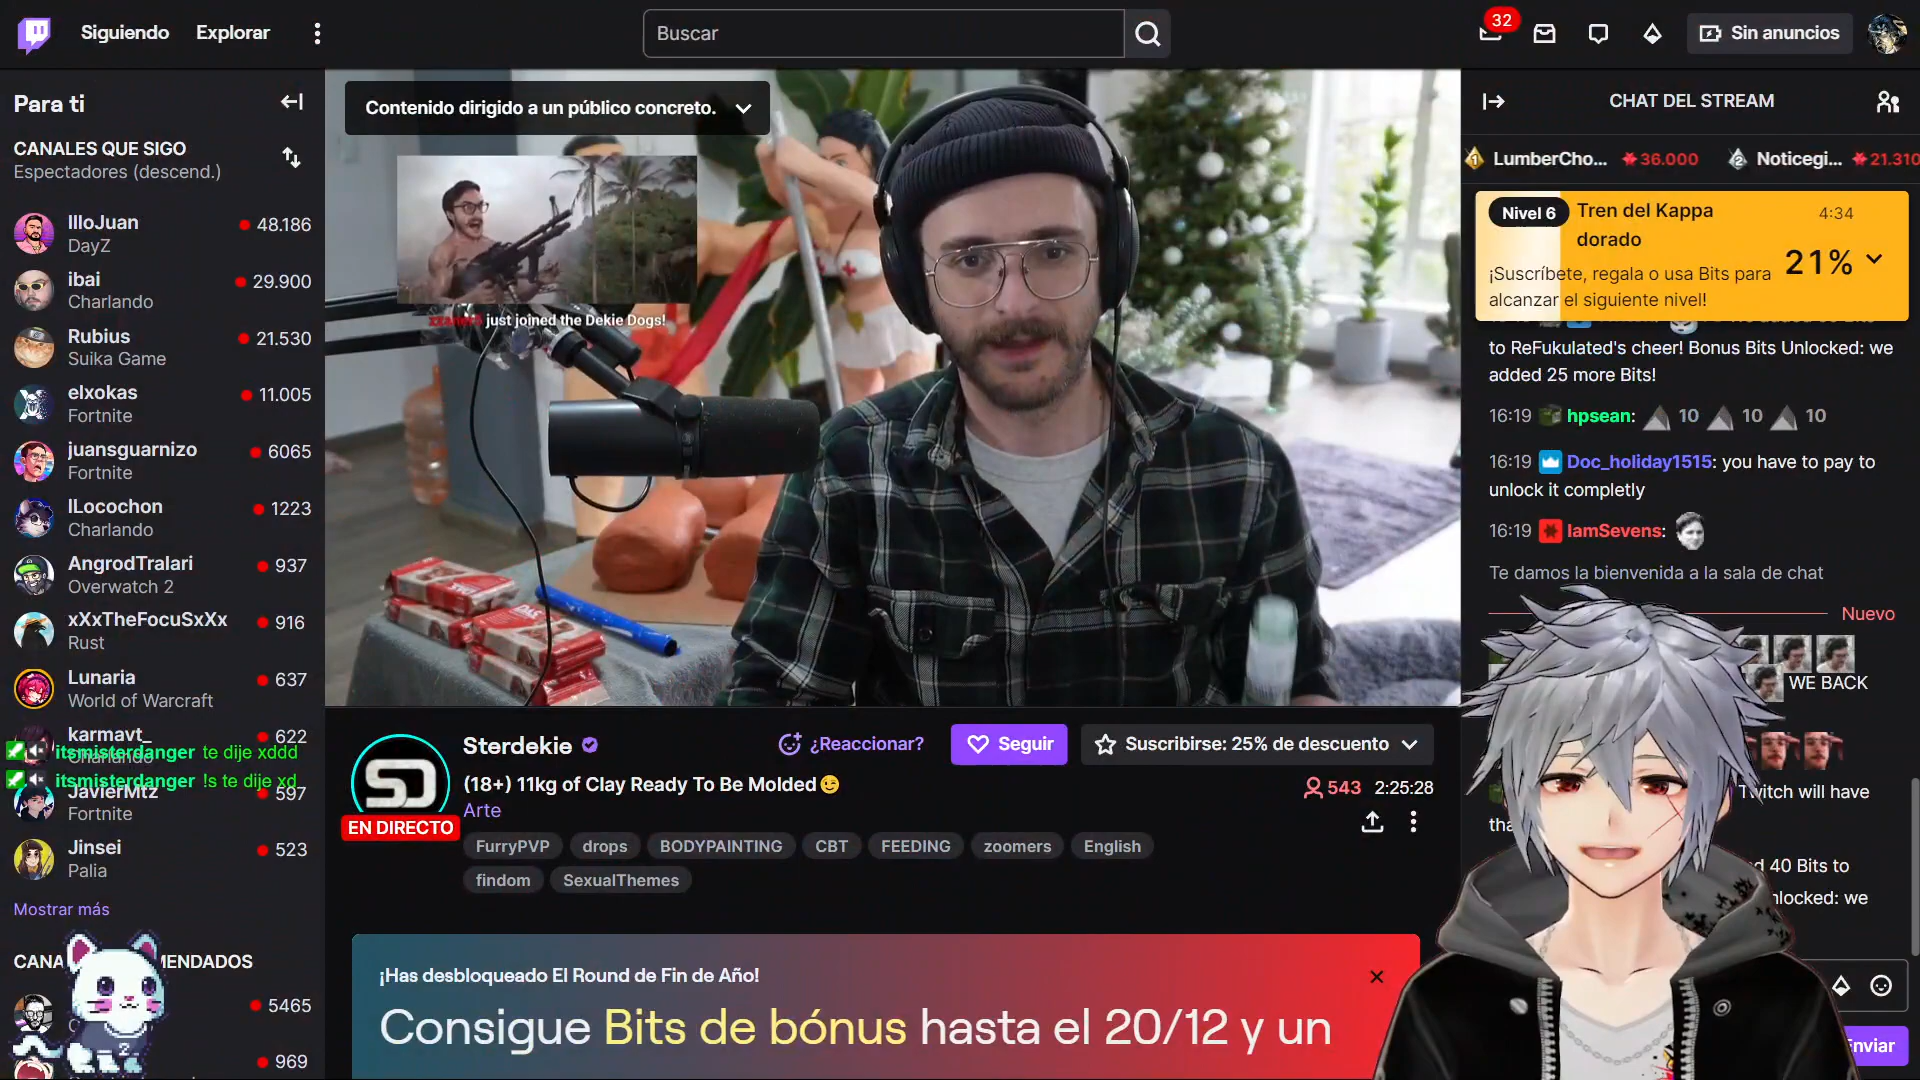 Siguiendo
Explorar
Buscar
32
Sin anuncios
Para ti
CANALES QUE SIGO
Espectadores (descend.)
IlloJuan 48.186
DayZ
ibai 29.900
Charlando
Rubius 21.530
Suika Game
elxokas 11.005
Fortnite
juansguarnizo 6065
Fortnite
ILocochon 1223
Charlando
AngrodTralari 937
Overwatch 2
xXxTheFocuSxXx 916
Rust
Lunaria 637
World of Warcraft
karmavt_ 622
Charlando
itsmisterdanger te dije xddd
itsmisterdanger !s te dije xd
JavierMtz 597
Fortnite
Jinsei 523
Palia
Mostrar más
CANA MENDADOS
5465
969
2
Contenido dirigido a un público concreto.
just joined the Dekie Dogs!
SD
EN DIRECTO
Sterdekie
¿Reaccionar?
Seguir
Suscribirse: 25% de descuento
(18+) 11kg of Clay Ready To Be Molded😉
543 2:25:28
Arte
FurryPVP
drops
BODYPAINTING
CBT
FEEDING
zoomers
English
findom
SexualThemes
¡Has desbloqueado El Round de Fin de Año!
Consigue Bits de bónus hasta el 20/12 y un
CHAT DEL STREAM
1 LumberCho... 36.000
2 Noticegi... 21.310
Nivel 6
Tren del Kappa
dorado
4:34
21%
¡Suscríbete, regala o usa Bits para
alcanzar el siguiente nivel!
to ReFukulated's cheer! Bonus Bits Unlocked: we
added 25 more Bits!
16:19 hpsean: 10 10 10
16:19 Doc_holiday1515: you have to pay to
unlock it completly
16:19 IamSevens:
Te damos la bienvenida a la sala de chat
Nuevo
WE BACK
Twitch will have
tha
d 40 Bits to
nlocked: we
Enviar